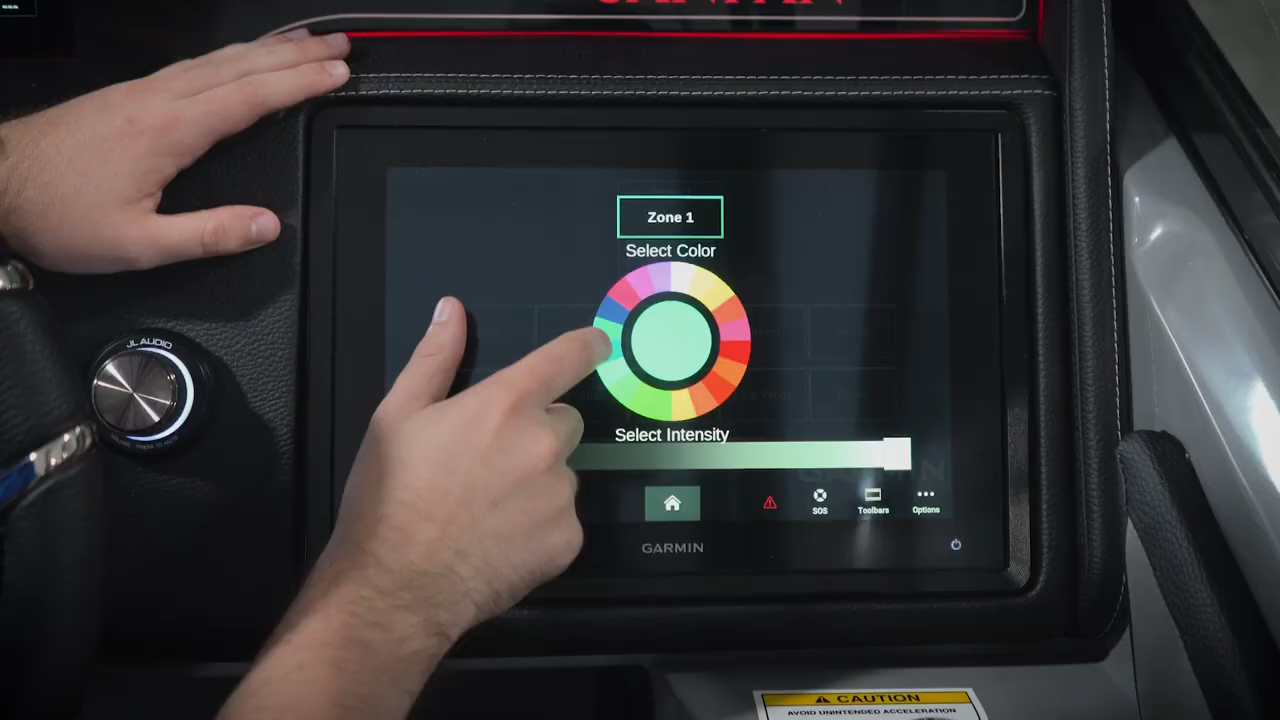 Zone 1
Select Color
JL AUDIO
Select Intensity
SOS
Toolbars
Options
GARMIN
CAUTION
AVOID UNINTENDED ACCELERATION